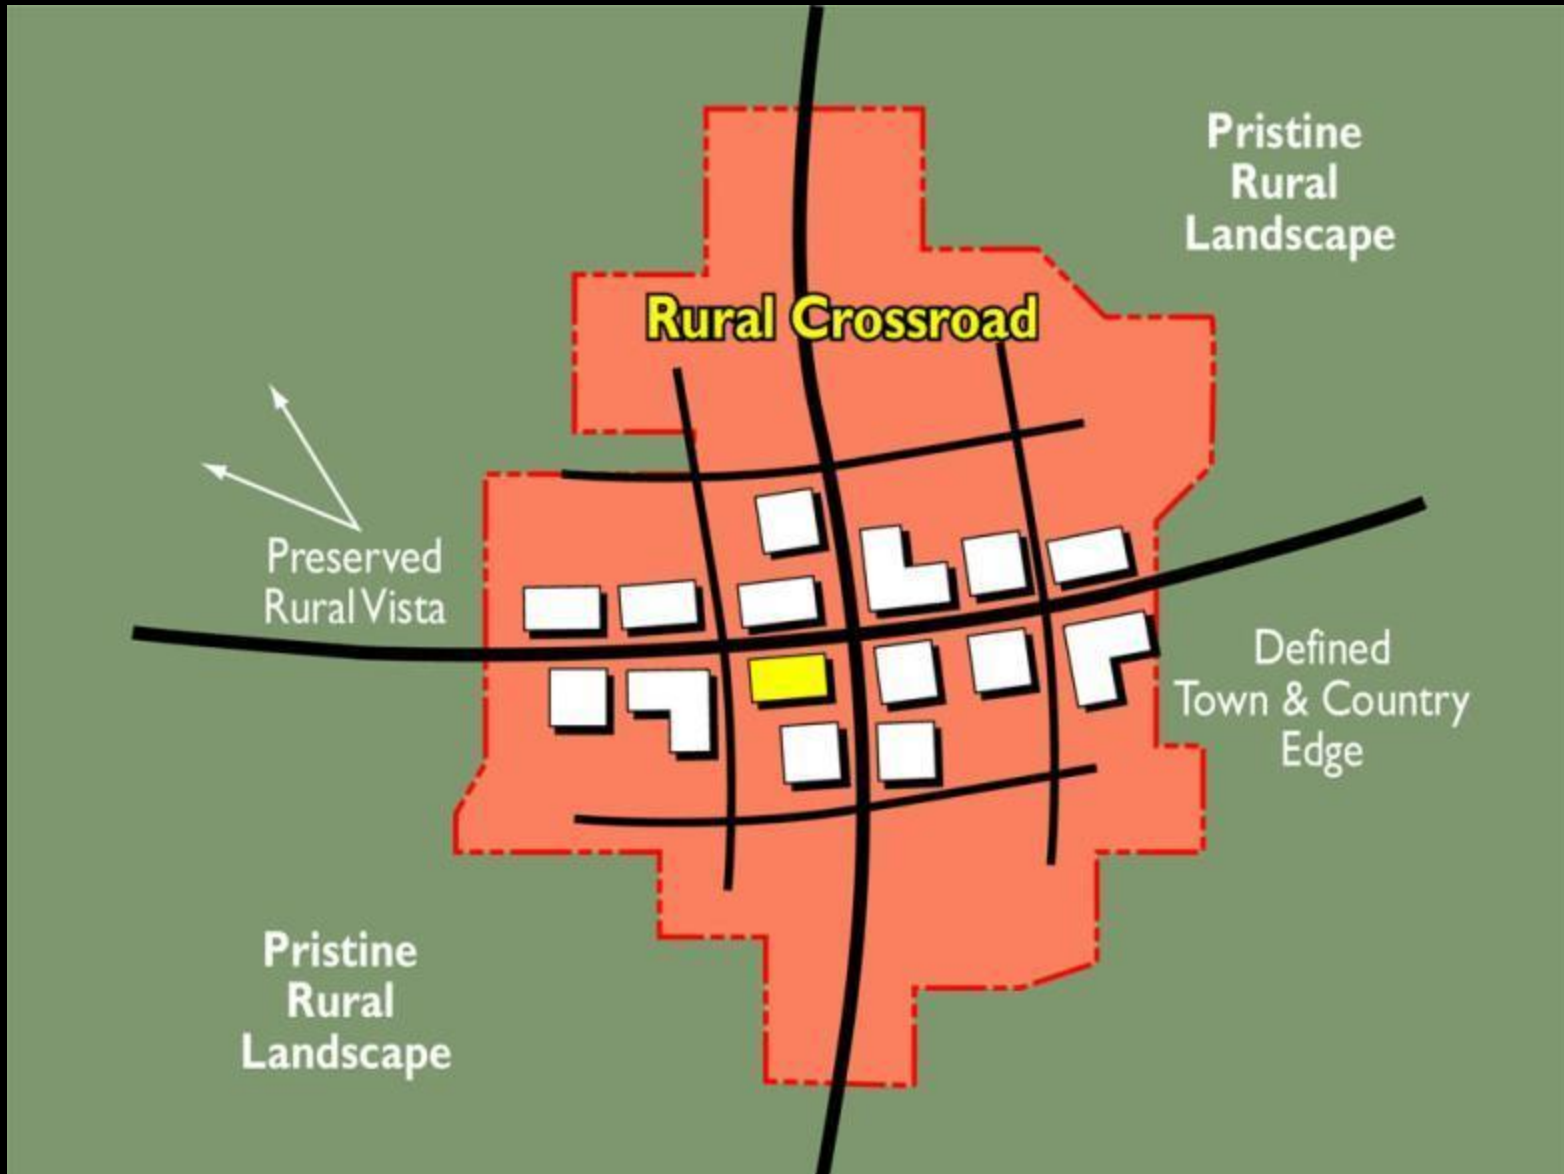 Pristine
Rural
Landscape
Rural Crossroad
Preserved
Rural Vista
Defined
Town & Country
Edge
Pristine
Rural
Landscape